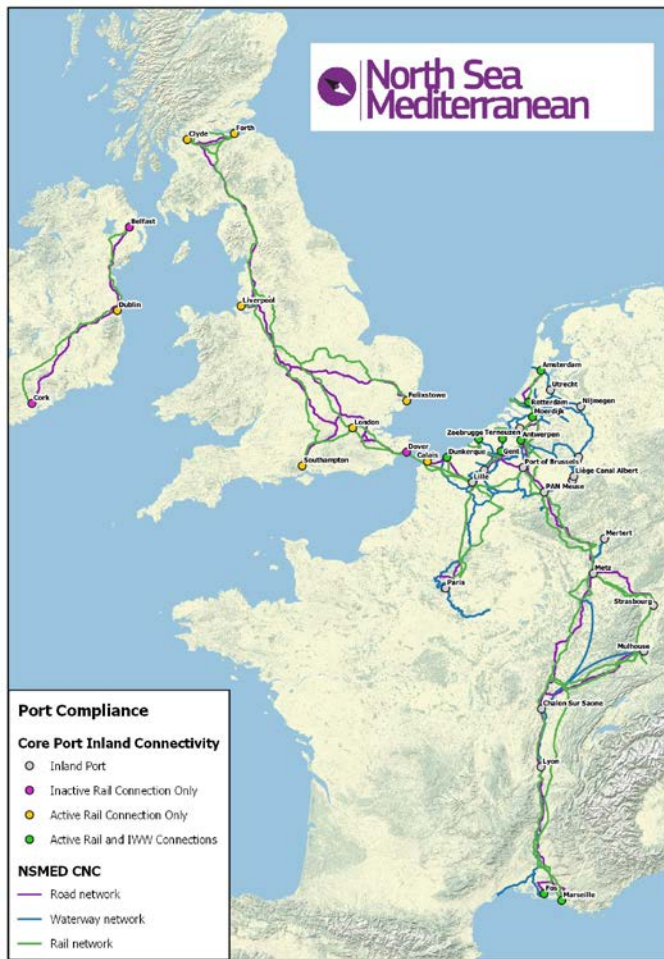 North Sea
Mediterranean
Clyde
Forth
Belfast
Dublin
Liverpool
Cork
Felixstowe
London
Southampton
Dover
Calais
Amsterdam
Utrecht
Rotterdam
Nijmegen
Moerdijk
Zeebrugge
Terneuzen
Antwerpen
Dunkerque
Gent
Port of Brussels
Liège Canal Albert
Lille
PAN Meuse
Mertert
Metz
Paris
Strasbourg
Mulhouse
Chalon Sur Saone
Lyon
Fos
Marseille
Port Compliance
Core Port Inland Connectivity
Inland Port
Inactive Rail Connection Only
Active Rail Connection Only
Active Rail and IWW Connections
NSMED CNC
Road network
Waterway network
Rail network